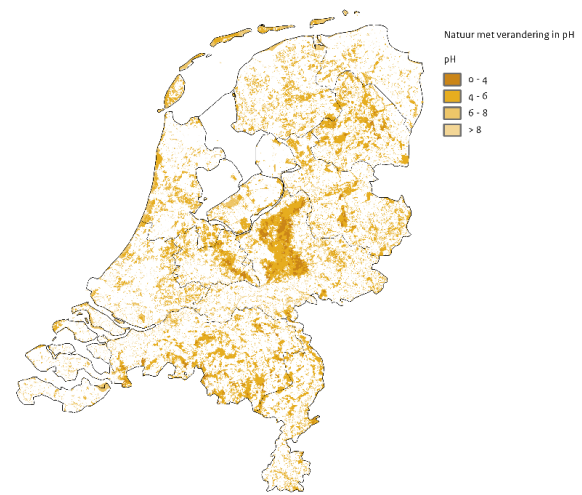 Natuur met verandering in pH
pH
0 - 4
4 - 6
6 - 8
> 8